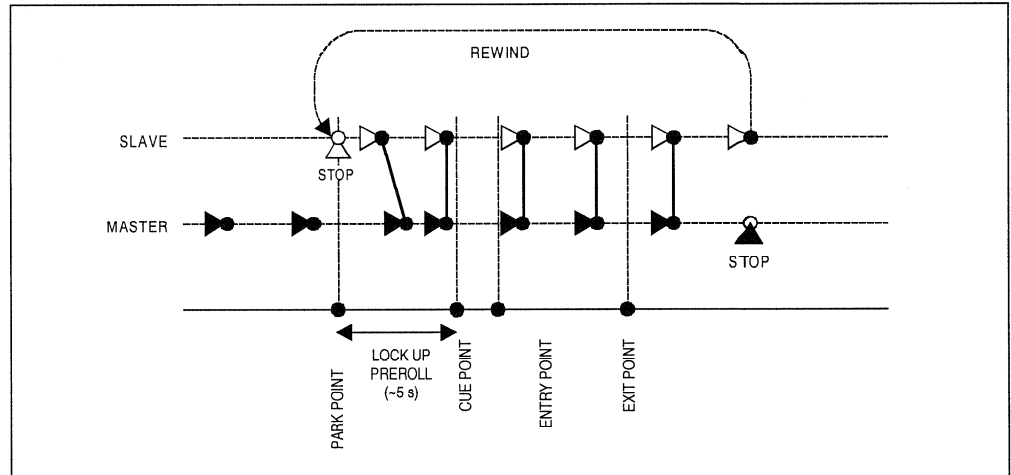 REWIND
SLAVE
STOP
MASTER
STOP
LOCK UP
PREROLL
(~5 s)
PARK POINT
CUE POINT
ENTRY POINT
EXIT POINT